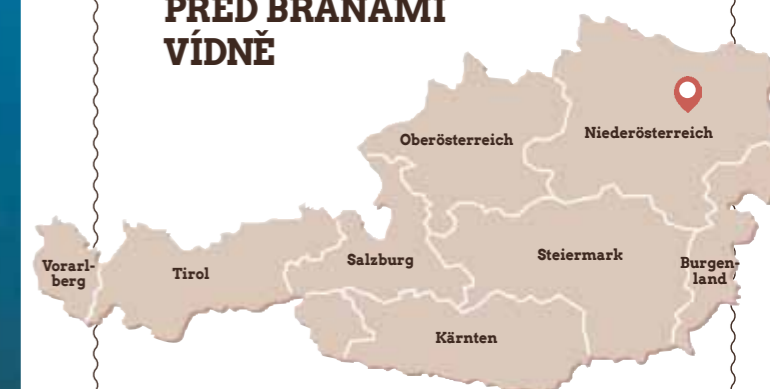 PŘED BRANAMI
VÍDNĚ
Oberösterreich
Niederösterreich
Vorarl-
berg
Tirol
Salzburg
Steiermark
Burgen-
land
Kärnten